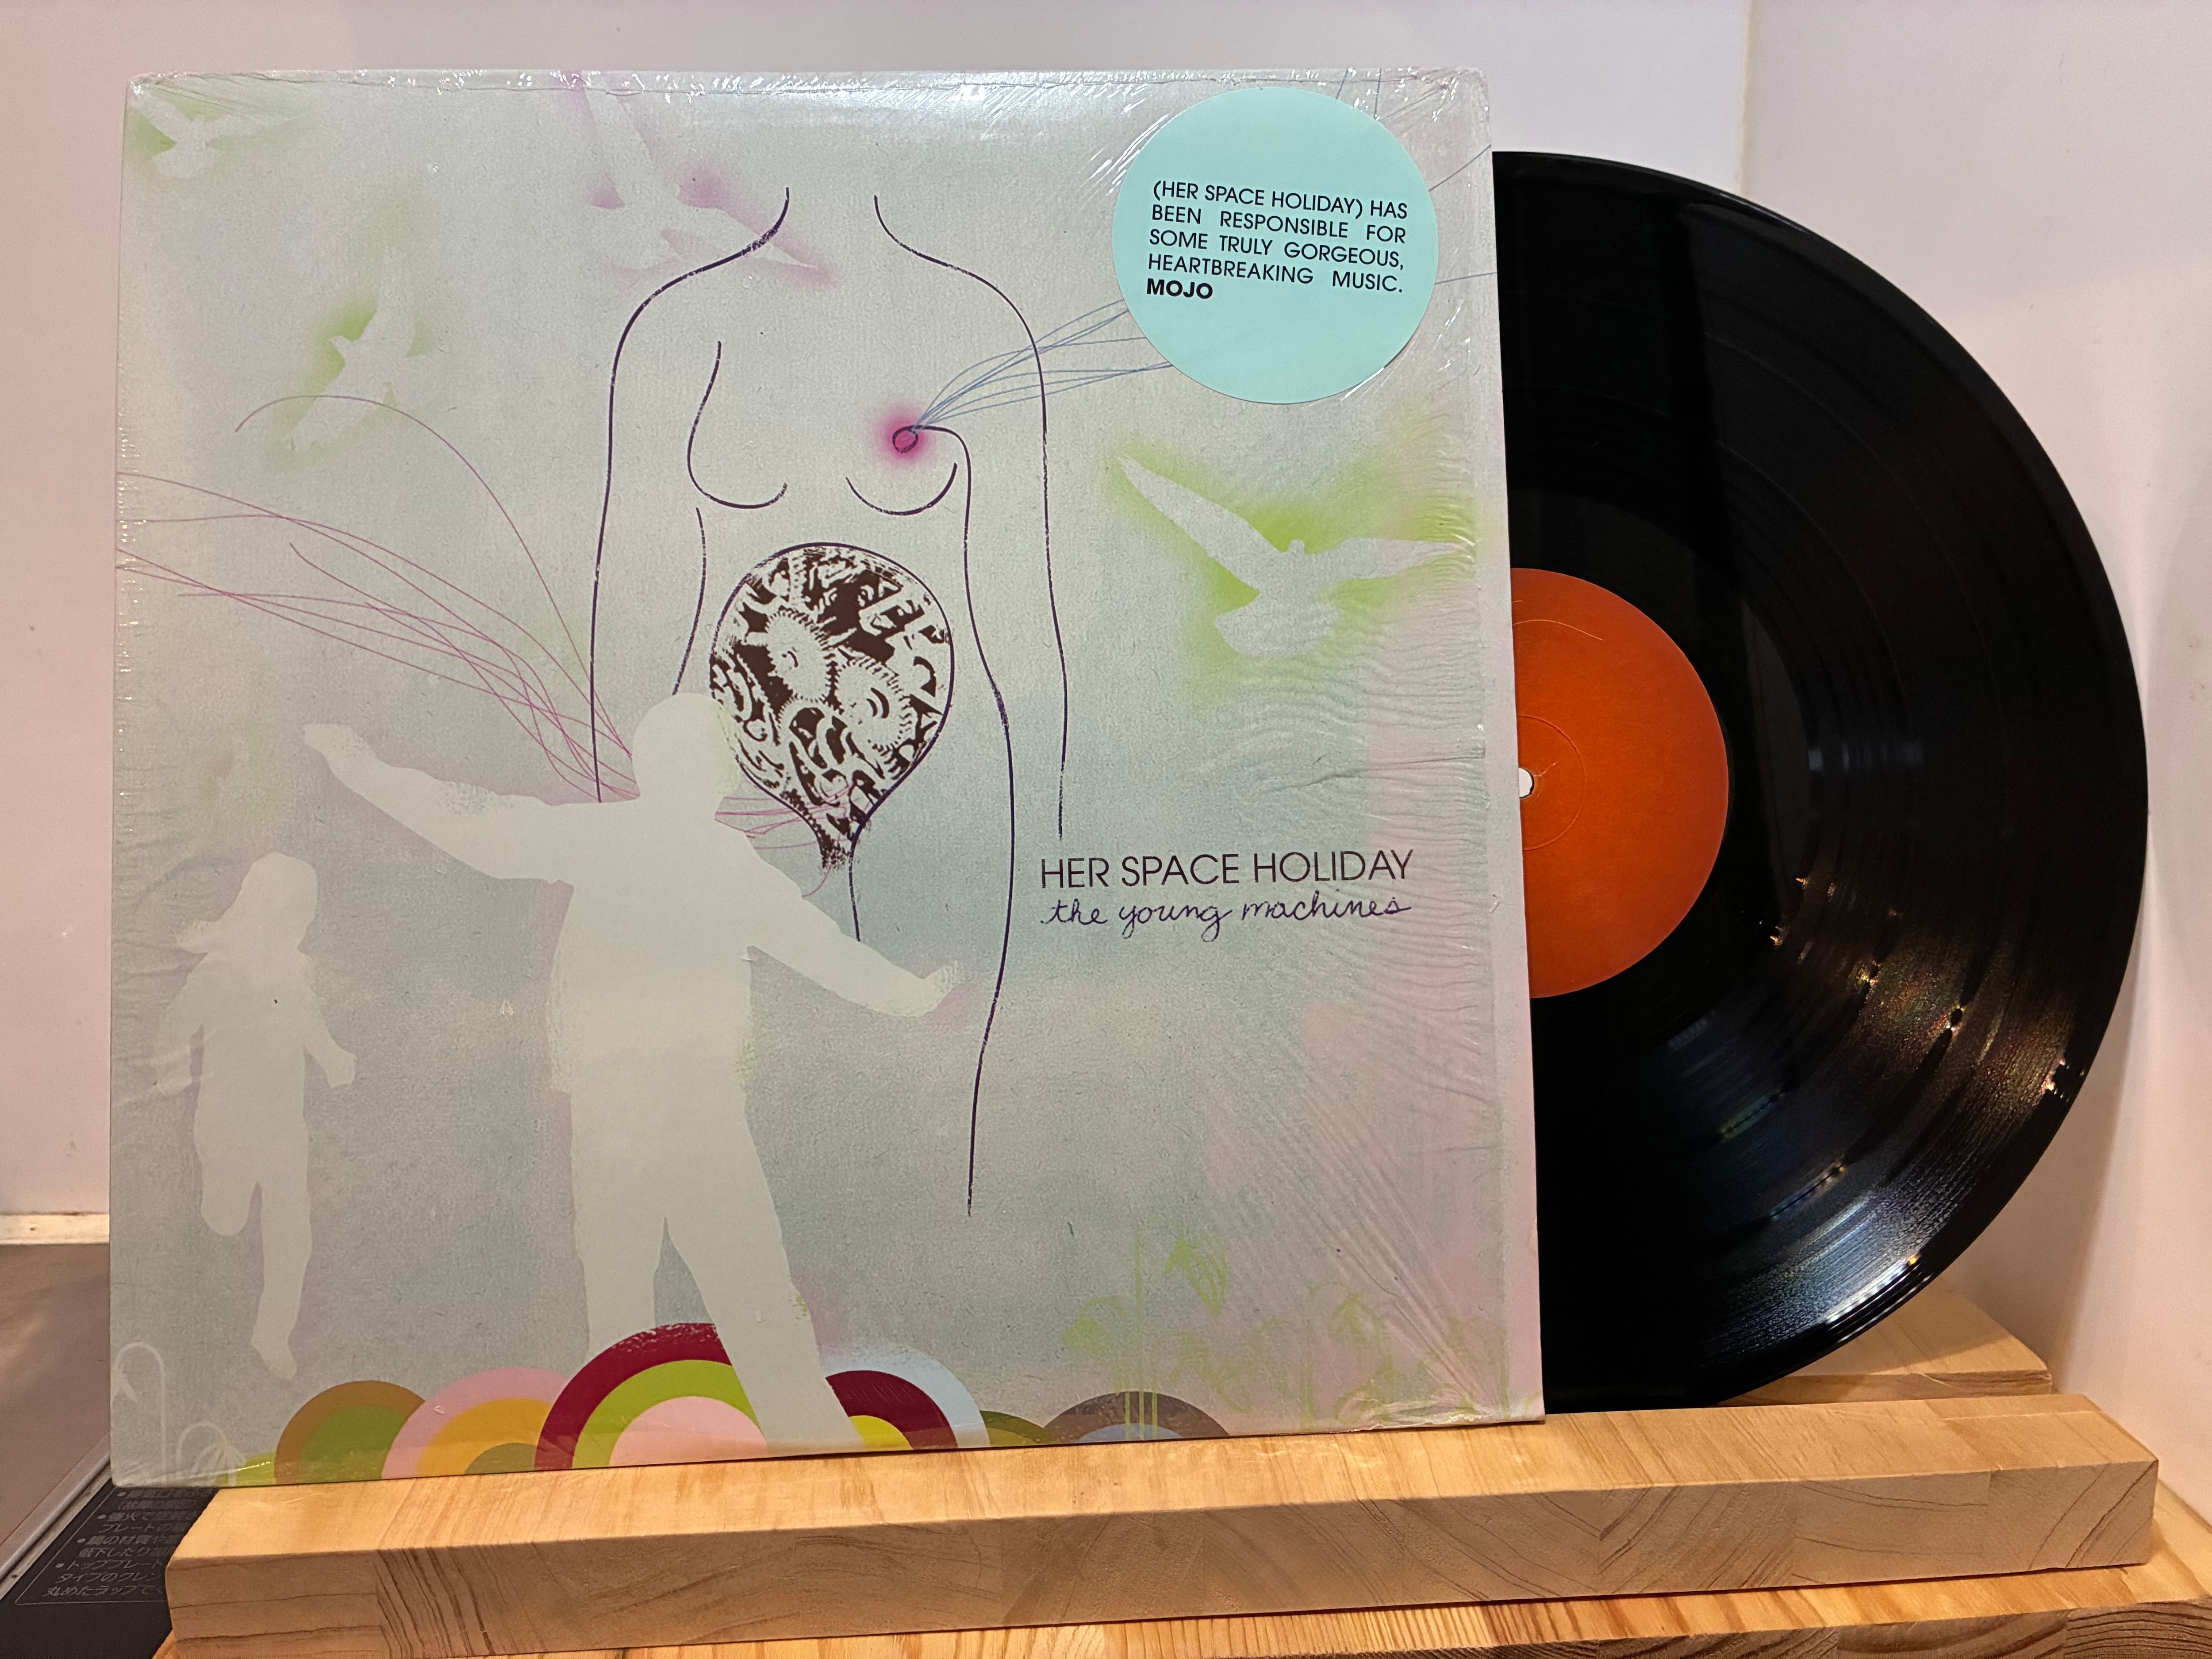 (HER SPACE HOLIDAY) HAS
BEEN RESPONSIBLE FOR
SOME TRULY GORGEOUS,
HEARTBREAKING MUSIC.
MOJO
HER SPACE HOLIDAY
the young machines